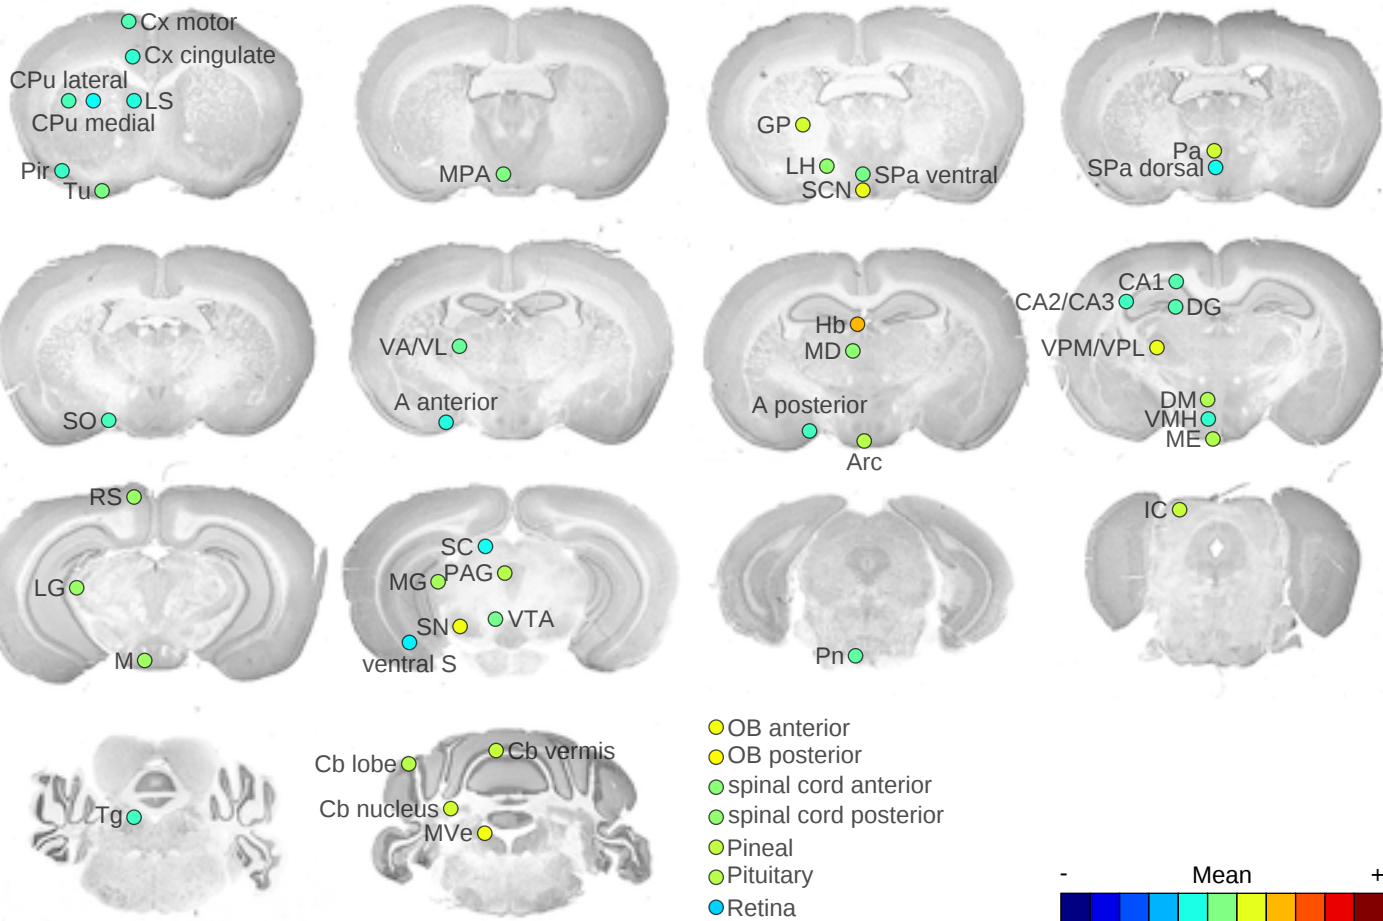 Cx motor
Cx cingulate
CPu lateral
LS
CPu medial
Pir
Tu
MPA
GP
LH
SPa ventral
SCN
Pa
SPa dorsal
SO
VA/VL
A anterior
Hb
MD
A posterior
Arc
CA1
CA2/CA3
DG
VPM/VPL
DM
VMH
ME
RS
LG
M
SC
MG
PAG
SN
VTA
ventral S
Pn
IC
Tg
Cb lobe
Cb vermis
Cb nucleus
MVe
OB anterior
OB posterior
spinal cord anterior
spinal cord posterior
Pineal
Pituitary
Retina
- Mean +